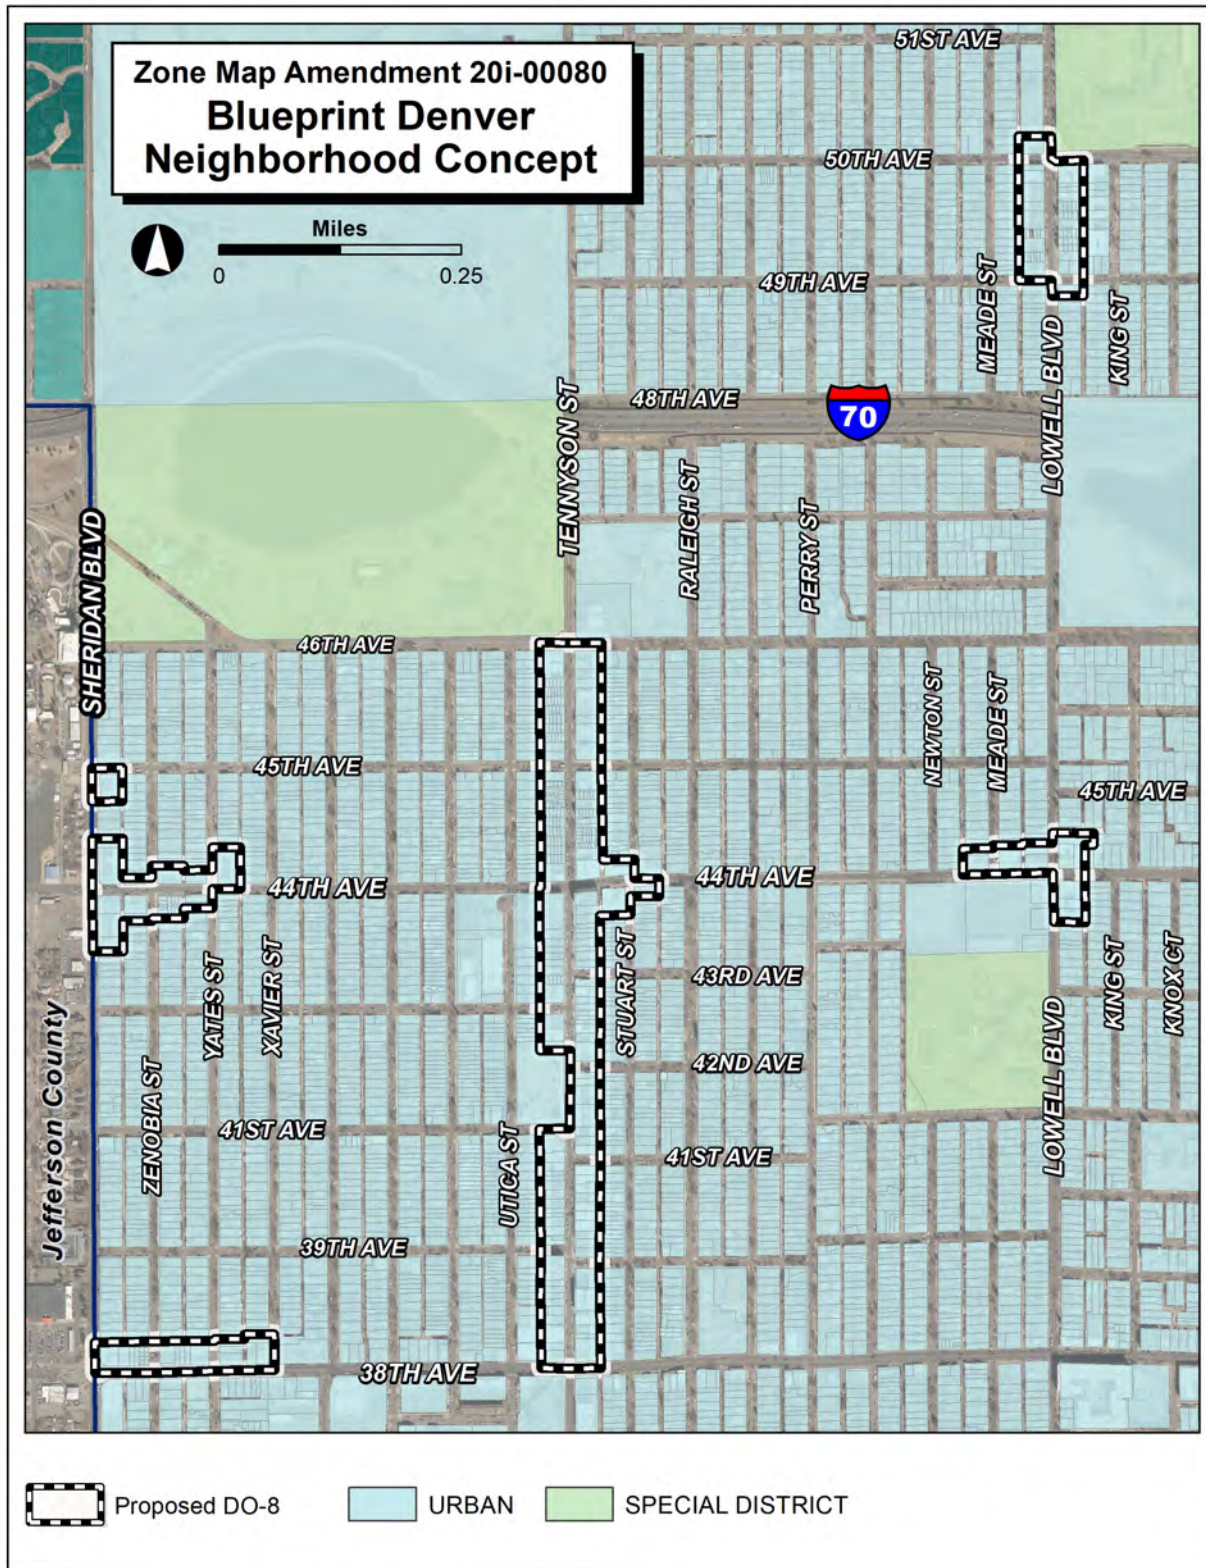 51ST AVE
Zone Map Amendment 20i-00080
Blueprint Denver
Neighborhood Concept
50TH AVE
Miles
0
0.25
49TH AVE
MEADE ST
KING ST
LOWELL BLVD
48TH AVE
70
TENNYSON ST
RALEIGH ST
PERRY ST
SHERIDAN BLVD
46TH AVE
NEWTON ST
MEADE ST
45TH AVE
45TH AVE
44TH AVE
44TH AVE
YATES ST
XAVIER ST
STUART ST
43RD AVE
KING ST
KNOX CT
Jefferson County
42ND AVE
LOWELL BLVD
ZENOBIA ST
41ST AVE
UTICA ST
41ST AVE
39TH AVE
38TH AVE
Proposed DO-8
URBAN
SPECIAL DISTRICT